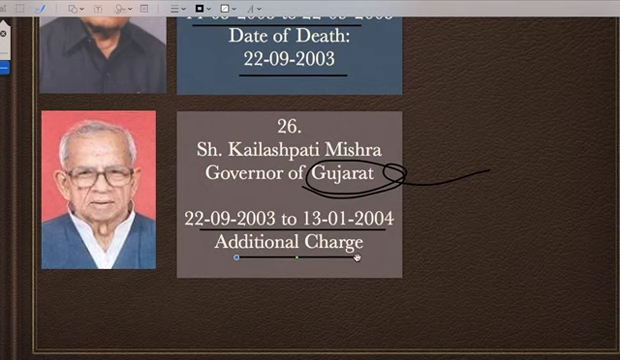 Date of Death:
22-09-2003
26.
Sh. Kailashpati Mishra
Governor of Gujarat
22-09-2003 to 13-01-2004
Additional Charge